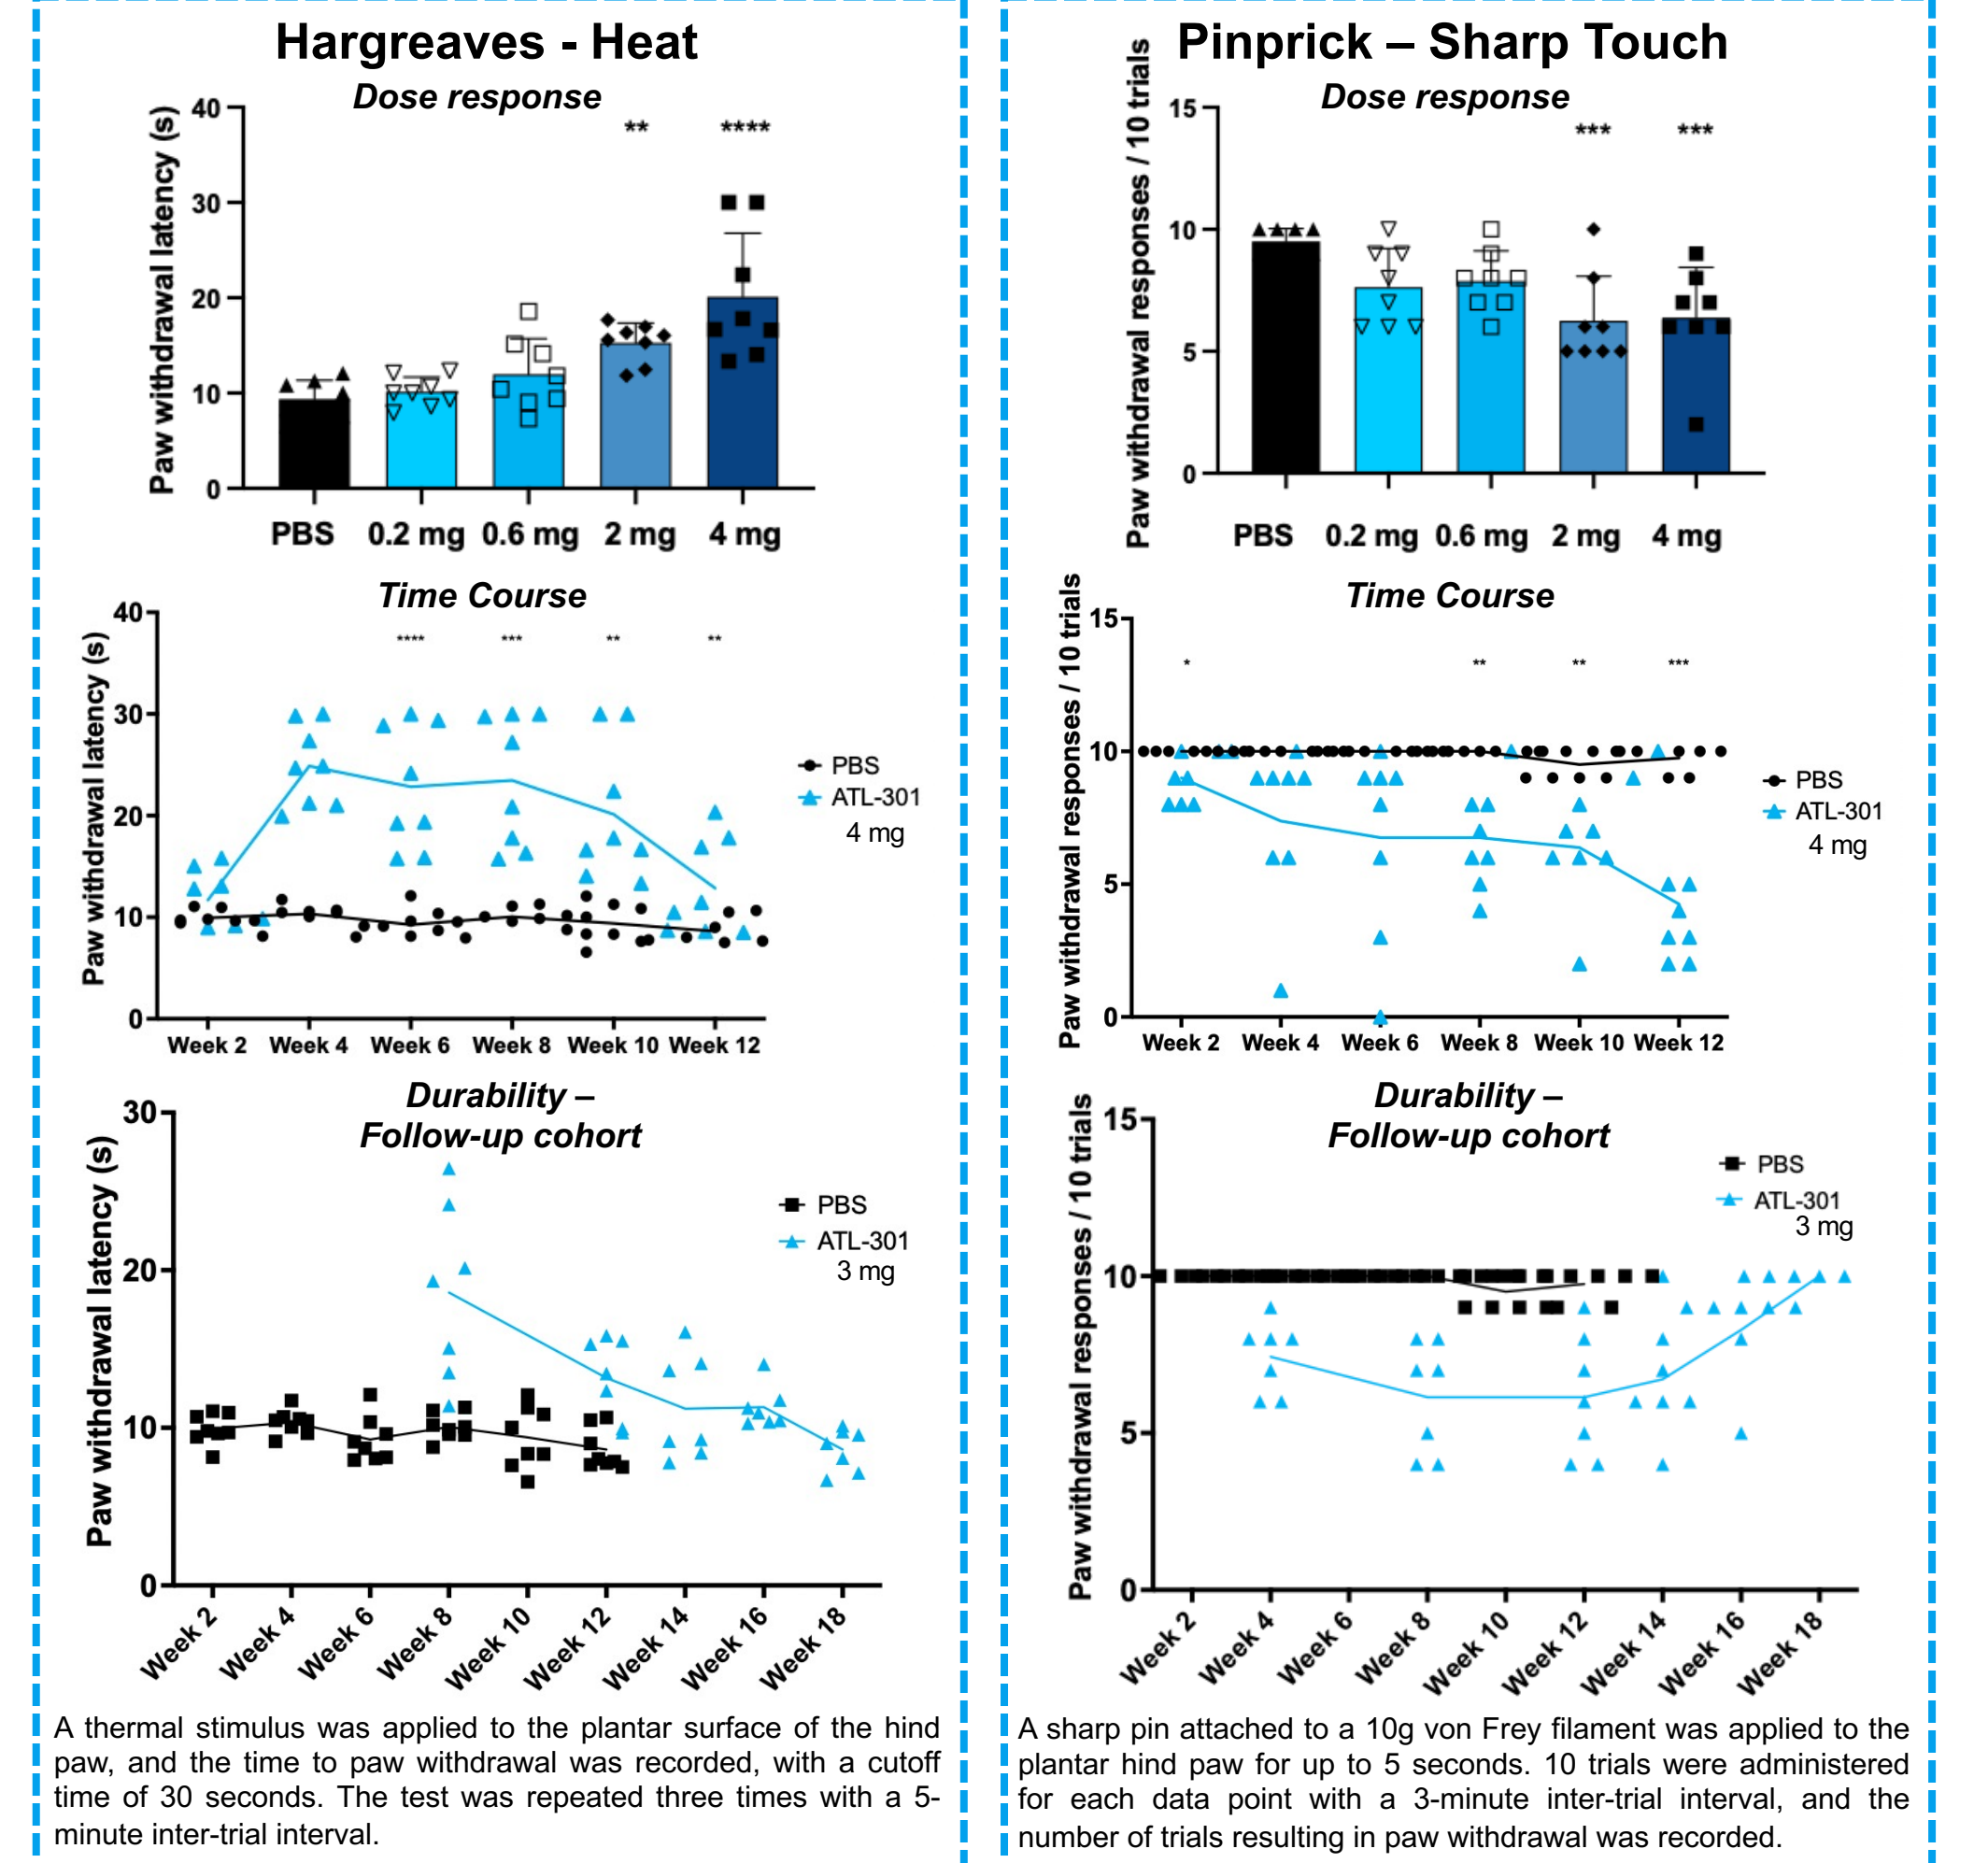 Hargreaves - Heat
Dose response
Paw withdrawal latency (s)
40
30
20
10
0
** ****
PBS 0.2 mg 0.6 mg 2 mg 4 mg
Time Course
Paw withdrawal latency (s)
40
30
20
10
0
**** *** ** **
PBS
ATL-301
4 mg
Week 2 Week 4 Week 6 Week 8 Week 10 Week 12
Durability –
Follow-up cohort
Paw withdrawal latency (s)
30
20
10
0
PBS
ATL-301
3 mg
Week 2 Week 4 Week 6 Week 8 Week 10 Week 12 Week 14 Week 16 Week 18
A thermal stimulus was applied to the plantar surface of the hind
paw, and the time to paw withdrawal was recorded, with a cutoff
time of 30 seconds. The test was repeated three times with a 5-
minute inter-trial interval.
Pinprick – Sharp Touch
Dose response
Paw withdrawal responses / 10 trials
15
10
5
0
*** ***
PBS 0.2 mg 0.6 mg 2 mg 4 mg
Time Course
Paw withdrawal responses / 10 trials
15
10
5
0
* ** ** ***
PBS
ATL-301
4 mg
Week 2 Week 4 Week 6 Week 8 Week 10 Week 12
Durability –
Follow-up cohort
Paw withdrawal responses / 10 trials
15
10
5
0
PBS
ATL-301
3 mg
Week 2 Week 4 Week 6 Week 8 Week 10 Week 12 Week 14 Week 16 Week 18
A sharp pin attached to a 10g von Frey filament was applied to the
plantar hind paw for up to 5 seconds. 10 trials were administered
for each data point with a 3-minute inter-trial interval, and the
number of trials resulting in paw withdrawal was recorded.